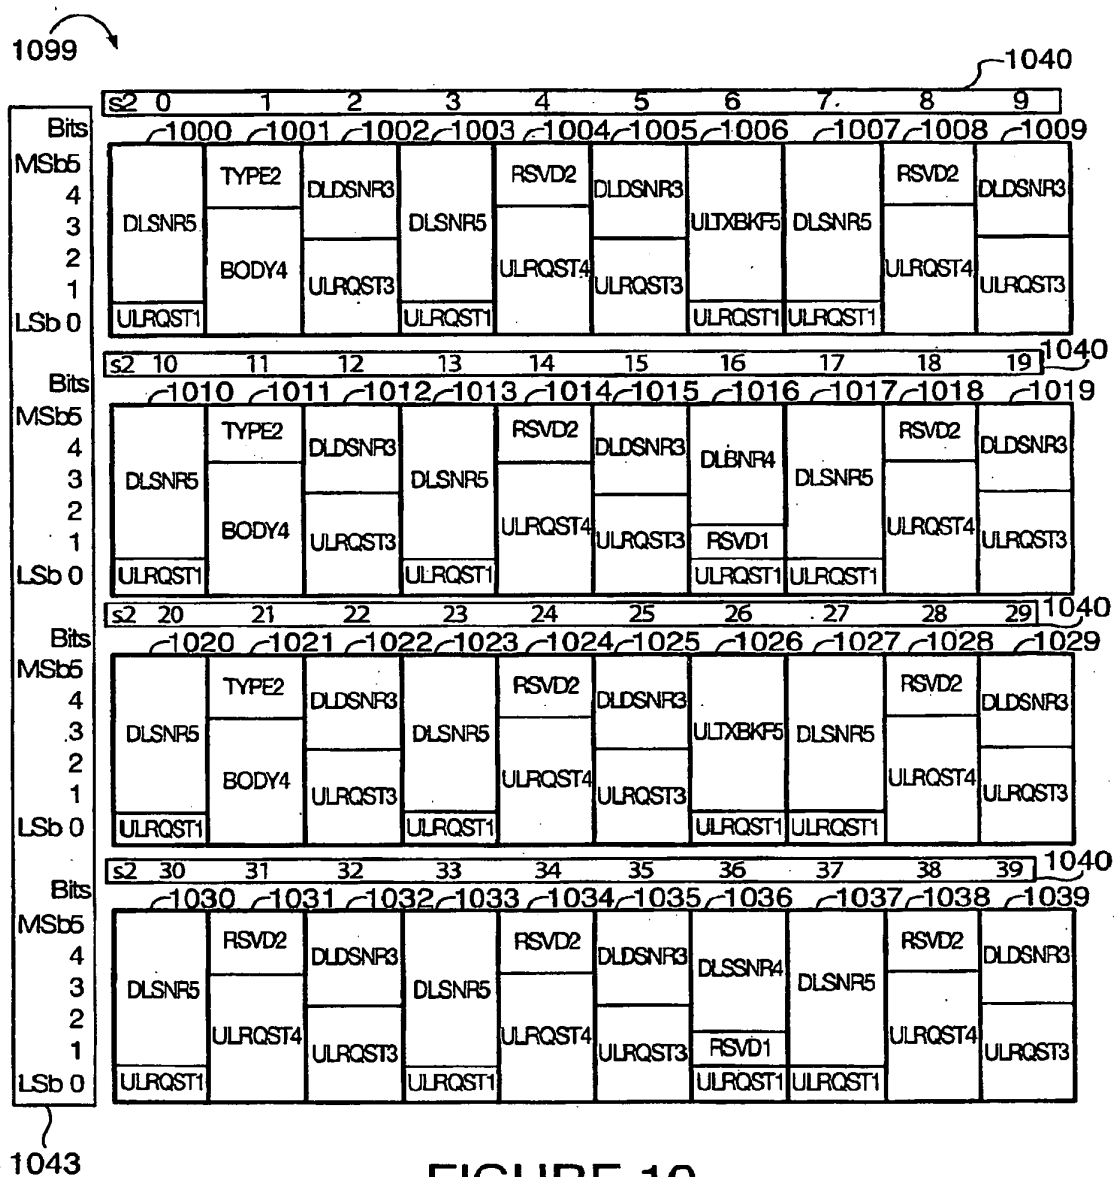 1099
1040
s2 0 1 2 3 4 5 6 7 8 9
Bits 1000 1001 1002 1003 1004 1005 1006 1007 1008 1009
MSb5
4
3
2
1
LSb 0
DLSNR5 ULRQST1
TYPE2 BODY4
DLDSNR3 ULRQST3
DLSNR5 ULRQST1
RSVD2 ULRQST4
DLDSNR3 ULRQST3
ULTXBKF5 ULRQST1
DLSNR5 ULRQST1
RSVD2 ULRQST4
DLDSNR3 ULRQST3
s2 10 11 12 13 14 15 16 17 18 19 1040
Bits 1010 1011 1012 1013 1014 1015 1016 1017 1018 1019
MSb5
4
3
2
1
LSb 0
DLSNR5 ULRQST1
TYPE2 BODY4
DLDSNR3 ULRQST3
DLSNR5 ULRQST1
RSVD2 ULRQST4
DLDSNR3 ULRQST3
DLBNR4 RSVD1 ULRQST1
DLSNR5 ULRQST1
RSVD2 ULRQST4
DLDSNR3 ULRQST3
s2 20 21 22 23 24 25 26 27 28 29 1040
Bits 1020 1021 1022 1023 1024 1025 1026 1027 1028 1029
MSb5
4
3
2
1
LSb 0
DLSNR5 ULRQST1
TYPE2 BODY4
DLDSNR3 ULRQST3
DLSNR5 ULRQST1
RSVD2 ULRQST4
DLDSNR3 ULRQST3
ULTXBKF5 ULRQST1
DLSNR5 ULRQST1
RSVD2 ULRQST4
DLDSNR3 ULRQST3
s2 30 31 32 33 34 35 36 37 38 39 1040
Bits 1030 1031 1032 1033 1034 1035 1036 1037 1038 1039
MSb5
4
3
2
1
LSb 0
DLSNR5 ULRQST1
RSVD2 ULRQST4
DLDSNR3 ULRQST3
DLSNR5 ULRQST1
RSVD2 ULRQST4
DLDSNR3 ULRQST3
DLSSNR4 RSVD1 ULRQST1
DLSNR5 ULRQST1
RSVD2 ULRQST4
DLDSNR3 ULRQST3
1043
FIGURE 10